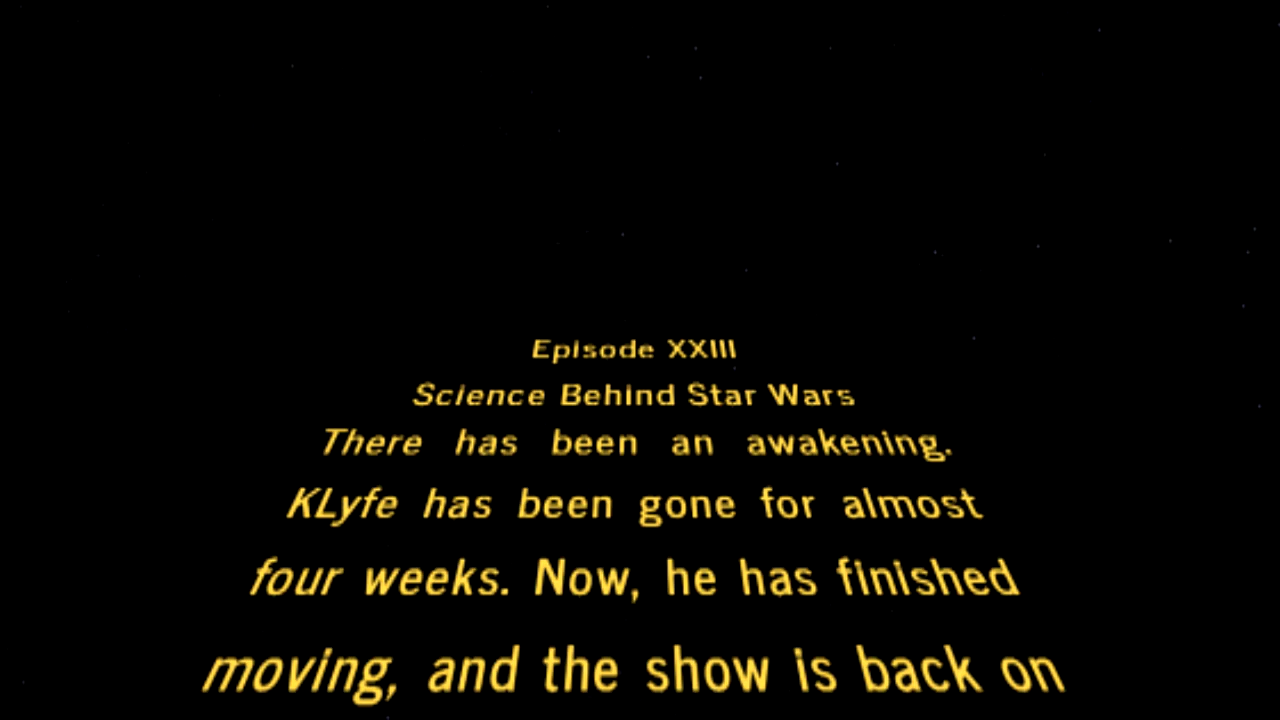 Episode XXIII
Science Behind Star Wars
There has been an awakening.
KLyfe has been gone for almost
four weeks. Now, he has finished
moving, and the show is back on